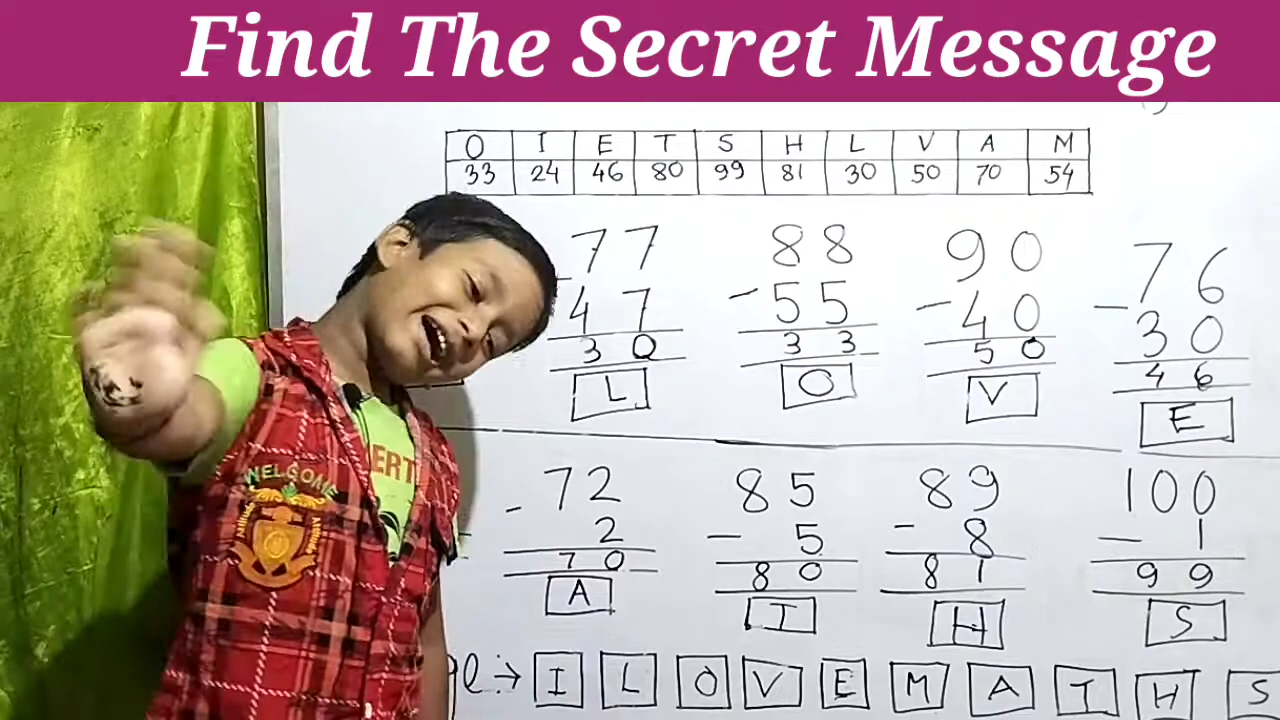 Find The Secret Message
O I E T S H L V A M
33 24 46 80 99 81 30 50 70 54
77 88 90 76
- 47 - 55 - 40 - 30
30 33 50 46
L O V E
72 85 89 100
- 2 - 5 - 8 - 1
70 80 81 99
A T H S
I L O V E M A T H S
WELCOME
ERT